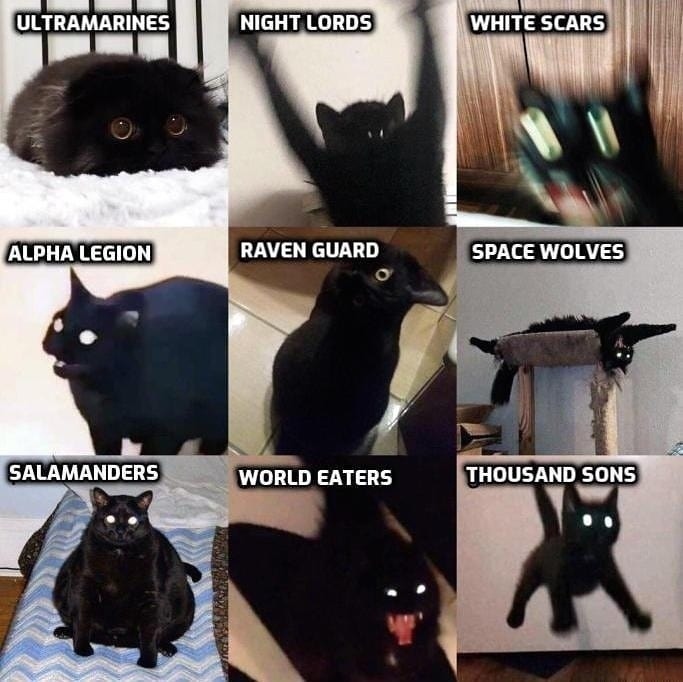 ULTRAMARINES
NIGHT LORDS
WHITE SCARS
ALPHA LEGION
RAVEN GUARD
SPACE WOLVES
SALAMANDERS
WORLD EATERS
THOUSAND SONS